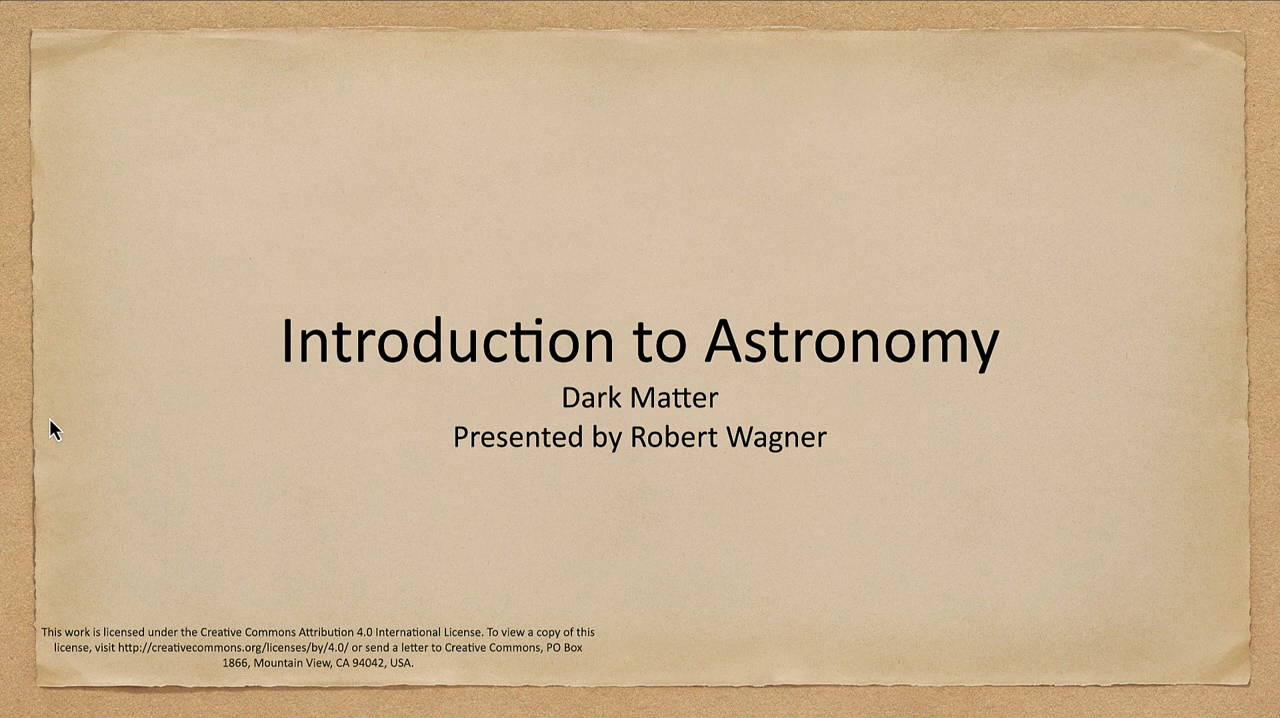 Introduction to Astronomy
Dark Matter
Presented by Robert Wagner
This work is licensed under the Creative Commons Attribution 4.0 International License. To view a copy of this
license, visit http://creativecommons.org/licenses/by/4.0/ or send a letter to Creative Commons, PO Box
1866, Mountain View, CA 94042, USA.